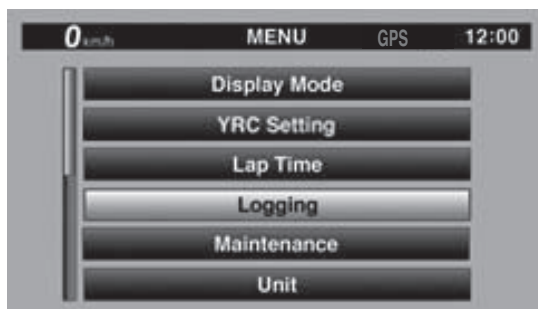 0 km/h MENU GPS 12:00
Display Mode
YRC Setting
Lap Time
Logging
Maintenance
Unit